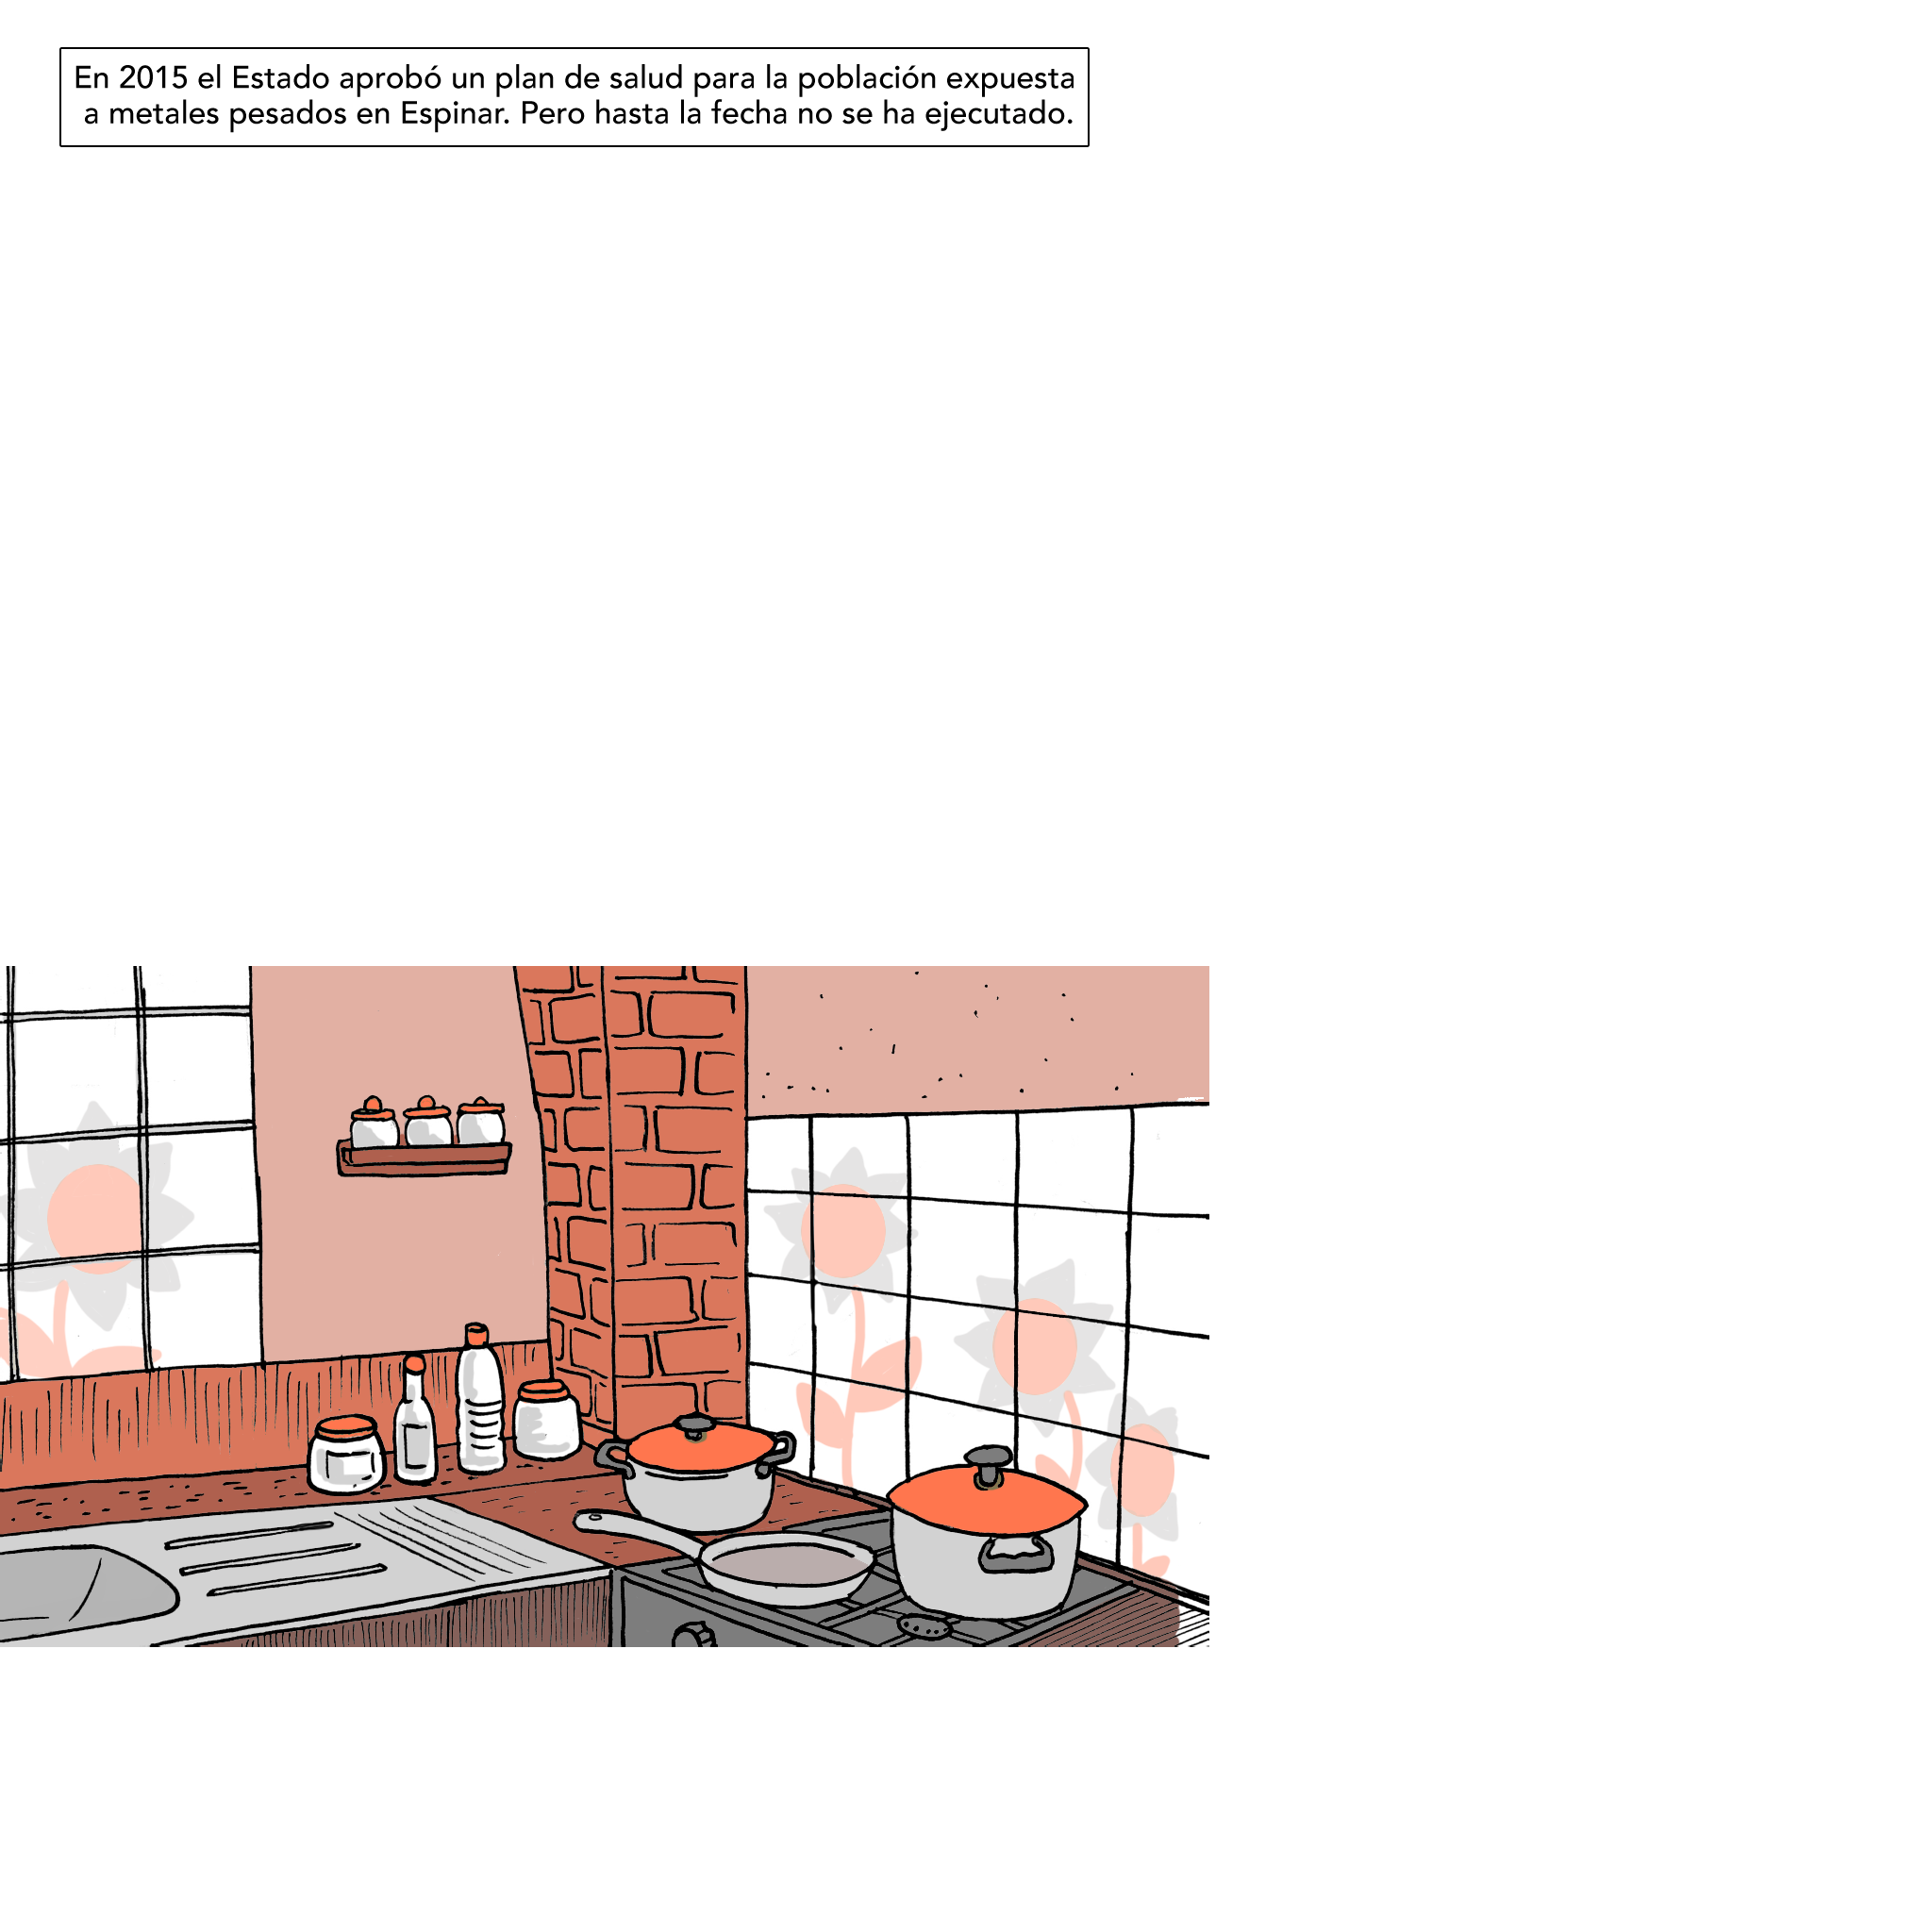 En 2015 el Estado aprobó un plan de salud para la población expuesta
a metales pesados en Espinar. Pero hasta la fecha no se ha ejecutado.